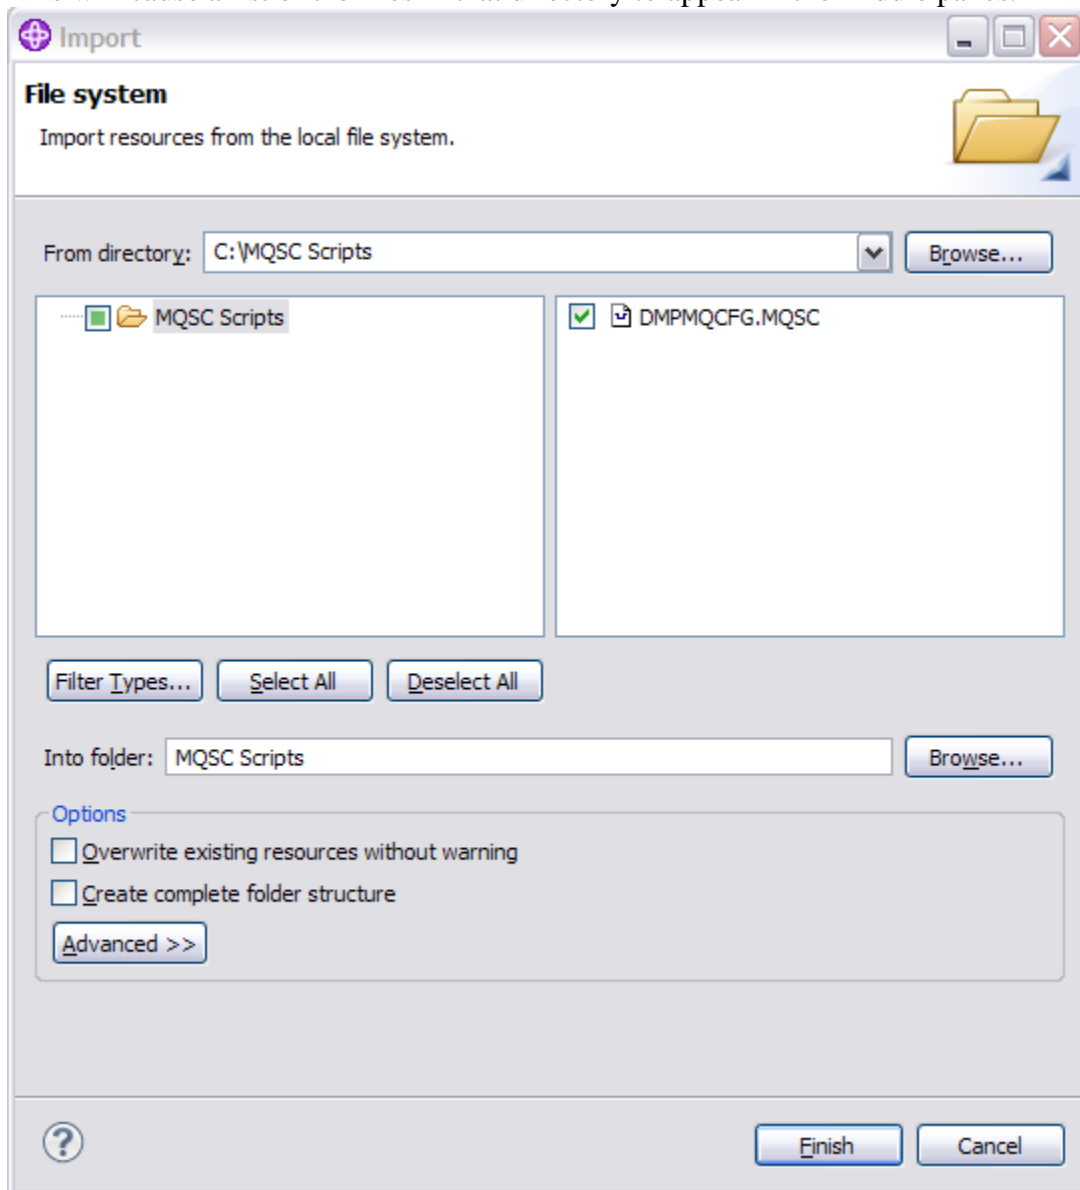 Import
File system
Import resources from the local file system.
From directory: C:\MQSC Scripts Browse...
MQSC Scripts DMPMQCFG.MQSC
Filter Types... Select All Deselect All
Into folder: MQSC Scripts Browse...
Options
Overwrite existing resources without warning
Create complete folder structure
Advanced >>
? Finish Cancel